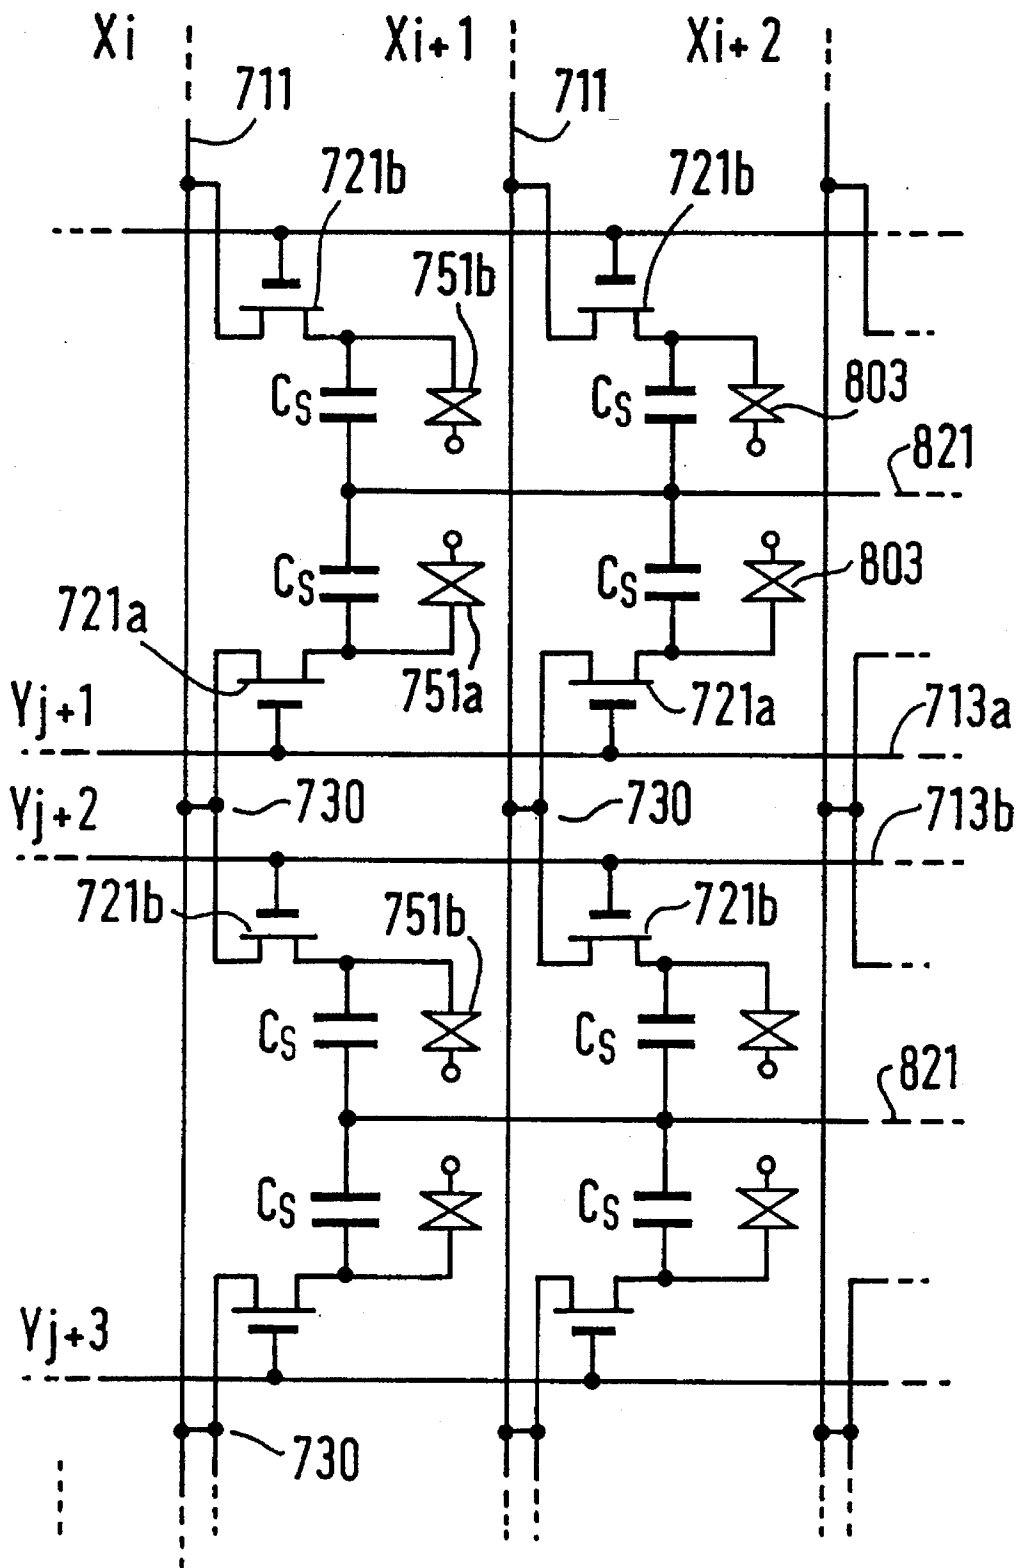 Xi Xi+1 Xi+2
711 711
721b 721b
751b
CS CS 803
821
CS CS 803
721a
751a 721a
Yj+1 713a
730 730
Yj+2 713b
721b 751b 721b
CS CS
821
CS CS
Yj+3
730